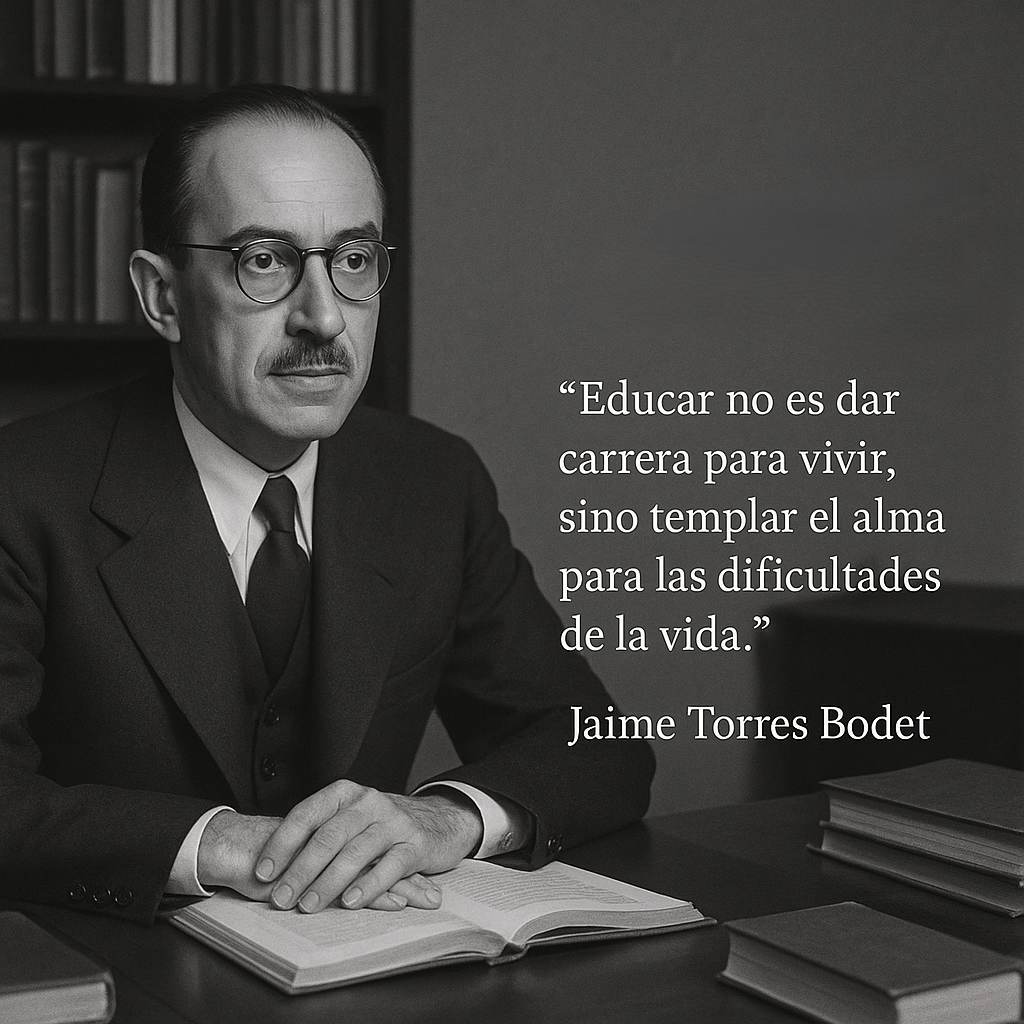 “Educar no es dar
carrera para vivir,
sino templar el alma
para las dificultades
de la vida.”
Jaime Torres Bodet